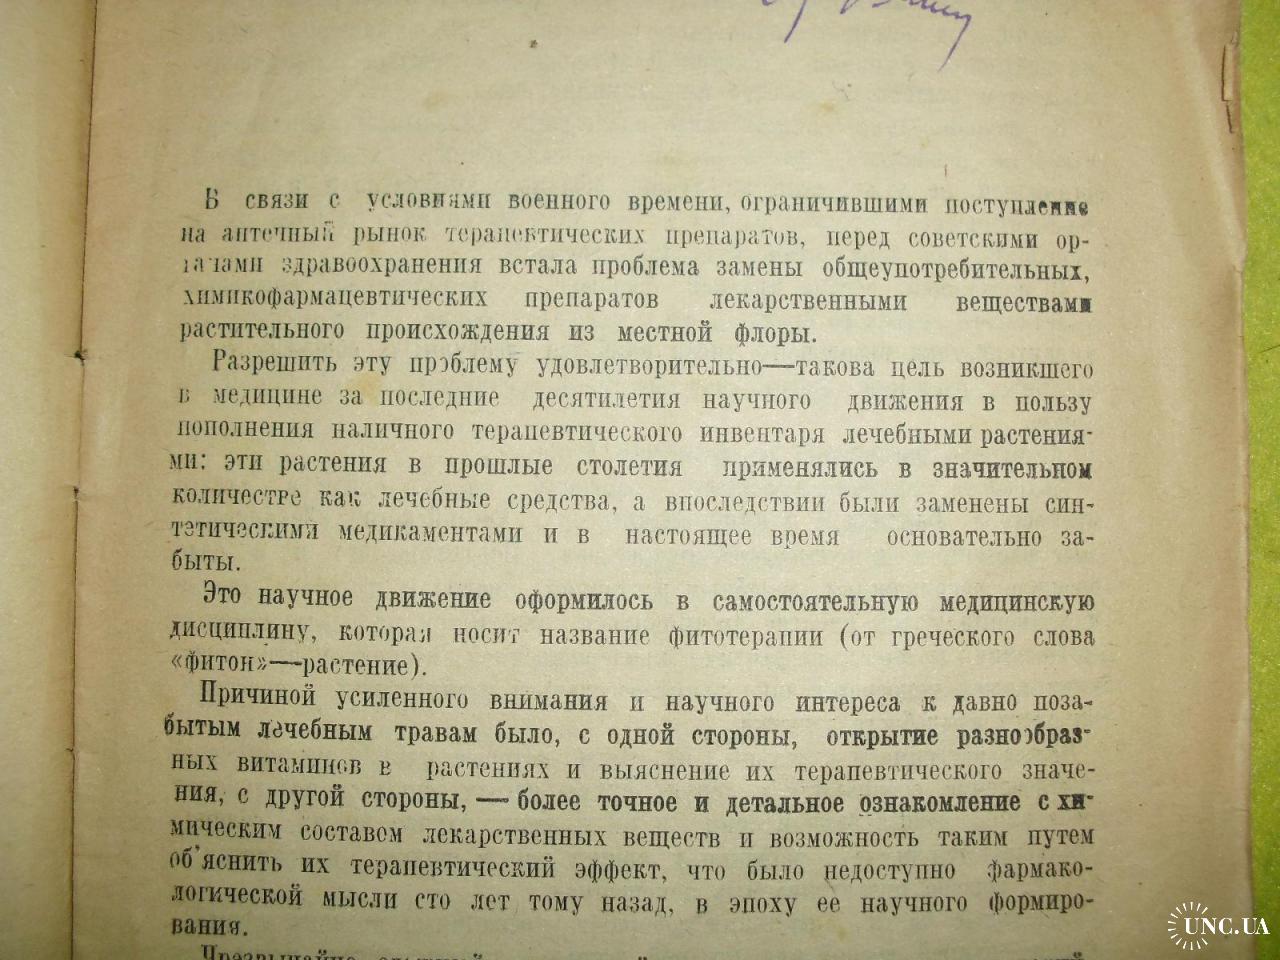 В связи с условиями военного времени, ограничившими поступление
на аптечный рынок терапевтических препаратов, перед советскими ор-
ганами здравоохранения встала проблема замены общеупотребительных,
химикофармацевтических препаратов лекарственными веществами
растительного происхождения из местной флоры.
Разрешить эту проблему удовлетворительно—такова цель возникшего
в медицине за последние десятилетия научного движения в пользу
пополнения наличного терапевтического инвентаря лечебными растения-
ми: эти растения в прошлые столетия применялись в значительном
количестве как лечебные средства, а впоследствии были заменены син-
тетическими медикаментами и в настоящее время основательно за-
быты.
Это научное движение оформилось в самостоятельную медицинскую
дисциплину, которая носит название фитотерапии (от греческого слова
«фитон»—растение).
Причиной усиленного внимания и научного интереса к давно поза-
бытым лечебным травам было, с одной стороны, открытие разнообраз-
ных витаминов в растениях и выяснение их терапевтического значе-
ния, с другой стороны, — более точное и детальное ознакомление с хи-
мическим составом лекарственных веществ и возможность таким путем
об'яснить их терапевтический эффект, что было недоступно фармако-
логической мысли сто лет тому назад, в эпоху ее научного формиро-
вания.
UNC.UA